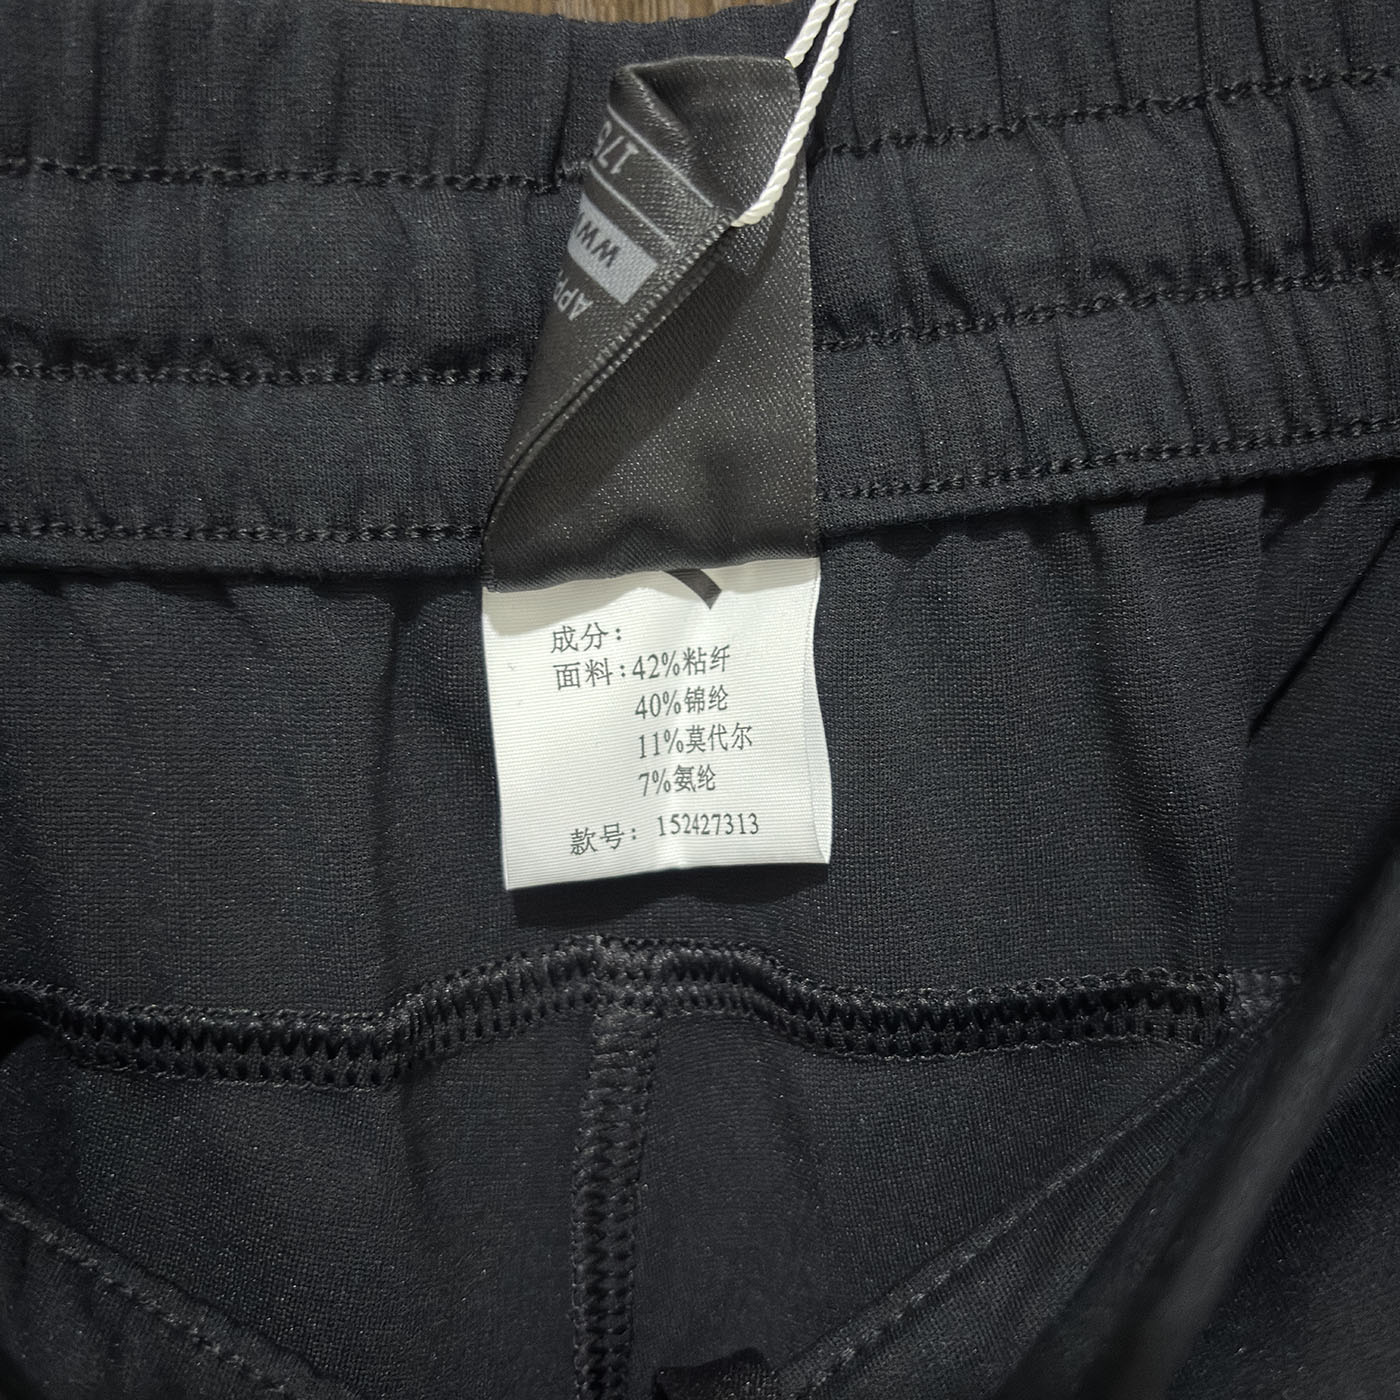 成分:
面料:42%粘纤
40%锦纶
11%莫代尔
7%氨纶
款号: 152427313